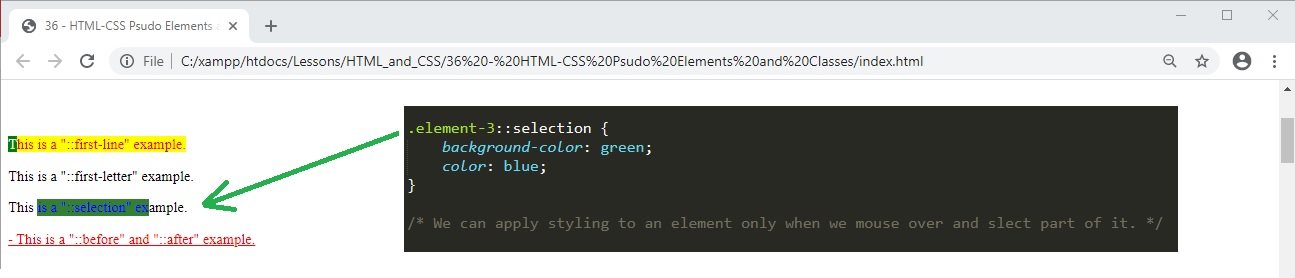 36 - HTML-CSS Psudo Elements
File
C:/xampp/htdocs/Lessons/HTML_and_CSS/36%20-%20HTML-CSS%20Psudo%20Elements%20and%20Classes/index.html
This is a "::first-line" example.
This is a "::first-letter" example.
This is a "::selection" example.
- This is a "::before" and "::after" example.
.element-3::selection {
background-color: green;
color: blue;
}
/* We can apply styling to an element only when we mouse over and slect part of it. */